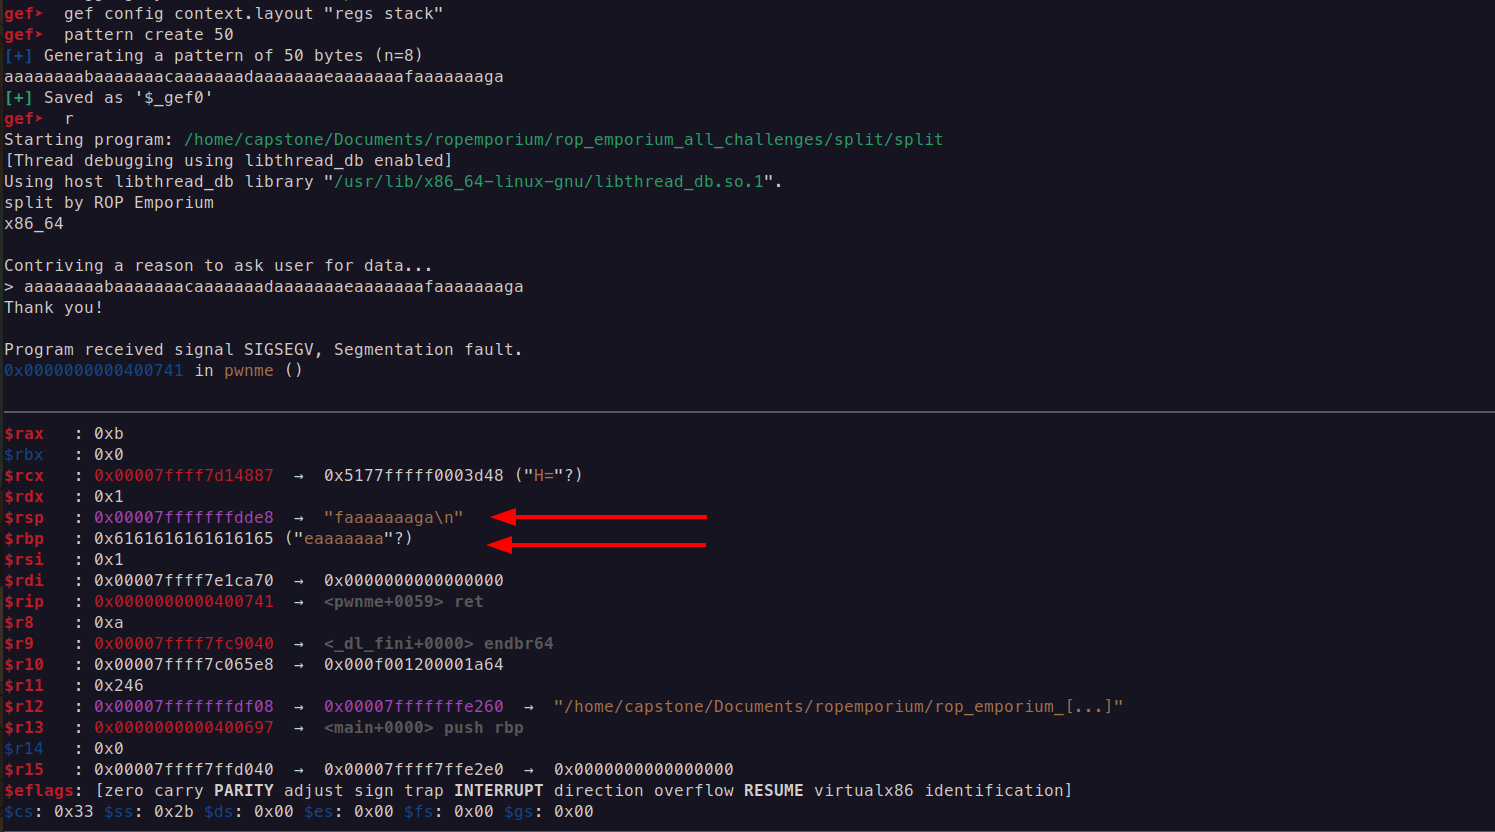 gef➤  gef config context.layout "regs stack"
gef➤  pattern create 50
[+] Generating a pattern of 50 bytes (n=8)
aaaaaaaabaaaaaaacaaaaaaadaaaaaaaeaaaaaaafaaaaaaaga
[+] Saved as '$_gef0'
gef➤  r
Starting program: /home/capstone/Documents/ropemporium/rop_emporium_all_challenges/split/split
[Thread debugging using libthread_db enabled]
Using host libthread_db library "/usr/lib/x86_64-linux-gnu/libthread_db.so.1".
split by ROP Emporium
x86_64
Contriving a reason to ask user for data...
> aaaaaaaabaaaaaaacaaaaaaadaaaaaaaeaaaaaaafaaaaaaaga
Thank you!
Program received signal SIGSEGV, Segmentation fault.
0x0000000000400741 in pwnme ()
$rax   : 0xb
$rbx   : 0x0
$rcx   : 0x00007ffff7d14887  →  0x5177fffff0003d48 ("H="?)
$rdx   : 0x1
$rsp   : 0x00007fffffffdde8  →  "faaaaaaaga\n"
$rbp   : 0x6161616161616165 ("eaaaaaaa"?)
$rsi   : 0x1
$rdi   : 0x00007ffff7e1ca70  →  0x0000000000000000
$rip   : 0x0000000000400741  →  <pwnme+0059> ret
$r8    : 0xa
$r9    : 0x00007ffff7fc9040  →  <_dl_fini+0000> endbr64
$r10   : 0x00007ffff7c065e8  →  0x000f001200001a64
$r11   : 0x246
$r12   : 0x00007fffffffdf08  →  0x00007fffffffe260  →  "/home/capstone/Documents/ropemporium/rop_emporium_[...]"
$r13   : 0x0000000000400697  →  <main+0000> push rbp
$r14   : 0x0
$r15   : 0x00007ffff7ffd040  →  0x00007ffff7ffe2e0  →  0x0000000000000000
$eflags: [zero carry PARITY adjust sign trap INTERRUPT direction overflow RESUME virtualx86 identification]
$cs: 0x33 $ss: 0x2b $ds: 0x00 $es: 0x00 $fs: 0x00 $gs: 0x00